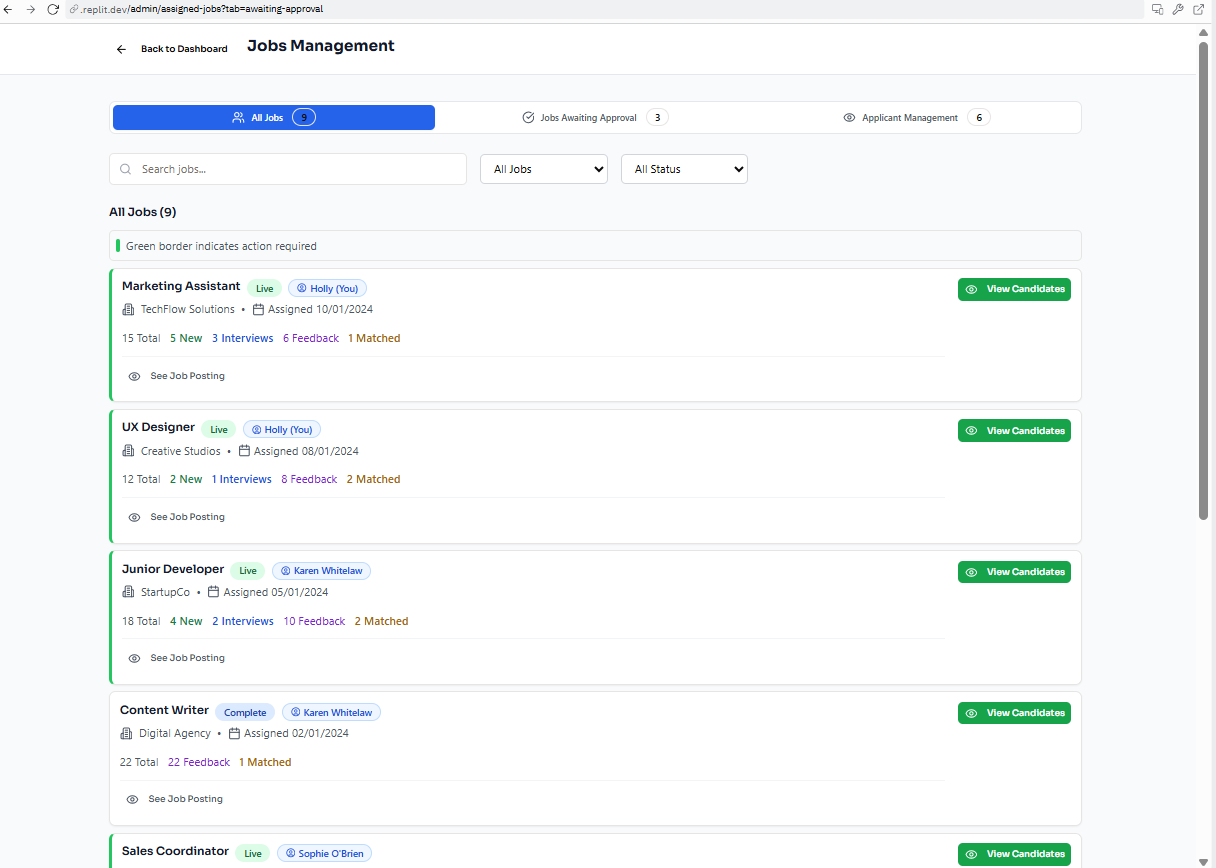 .replit.dev/admin/assigned-jobs?tab=awaiting-approval
Back to Dashboard Jobs Management
All Jobs 9 Jobs Awaiting Approval 3 Applicant Management 6
Search jobs... All Jobs All Status
All Jobs (9)
Green border indicates action required
Marketing Assistant Live Holly (You) View Candidates
TechFlow Solutions • Assigned 10/01/2024
15 Total 5 New 3 Interviews 6 Feedback 1 Matched
See Job Posting
UX Designer Live Holly (You) View Candidates
Creative Studios • Assigned 08/01/2024
12 Total 2 New 1 Interviews 8 Feedback 2 Matched
See Job Posting
Junior Developer Live Karen Whitelaw View Candidates
StartupCo • Assigned 05/01/2024
18 Total 4 New 2 Interviews 10 Feedback 2 Matched
See Job Posting
Content Writer Complete Karen Whitelaw View Candidates
Digital Agency • Assigned 02/01/2024
22 Total 22 Feedback 1 Matched
See Job Posting
Sales Coordinator Live Sophie O'Brien View Candidates